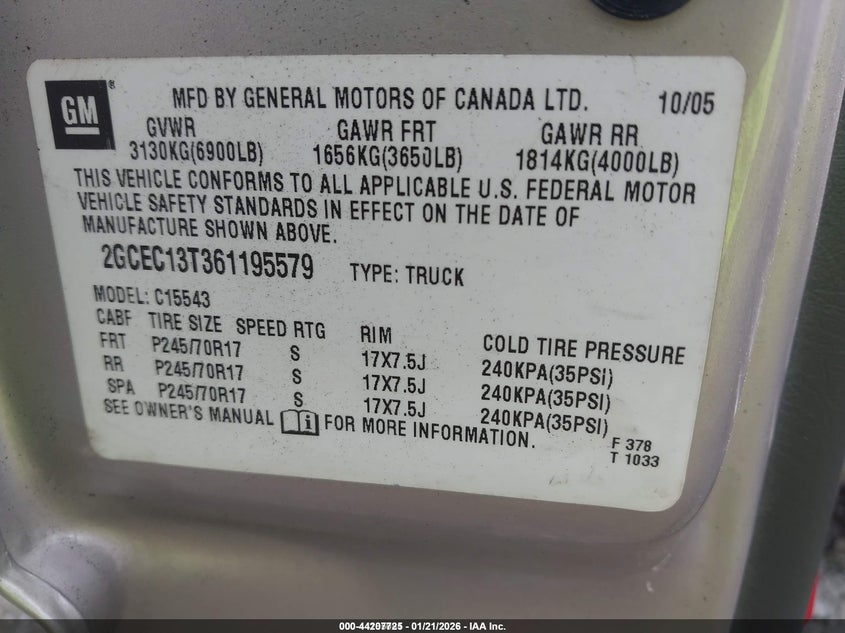 GM ®
MFD BY GENERAL MOTORS OF CANADA LTD. 10/05
GVWR GAWR FRT GAWR RR
3130KG(6900LB) 1656KG(3650LB) 1814KG(4000LB)
THIS VEHICLE CONFORMS TO ALL APPLICABLE U.S. FEDERAL MOTOR
VEHICLE SAFETY STANDARDS IN EFFECT ON THE DATE OF
MANUFACTURE SHOWN ABOVE.
2GCEC13T361195579 TYPE: TRUCK
MODEL: C15543
CABF TIRE SIZE SPEED RTG RIM COLD TIRE PRESSURE
FRT P245/70R17 S 17X7.5J 240KPA(35PSI)
RR P245/70R17 S 17X7.5J 240KPA(35PSI)
SPA P245/70R17 S 17X7.5J 240KPA(35PSI)
SEE OWNER'S MANUAL i FOR MORE INFORMATION.
F 378
T 1033
01/21/2026 - IAA Inc.